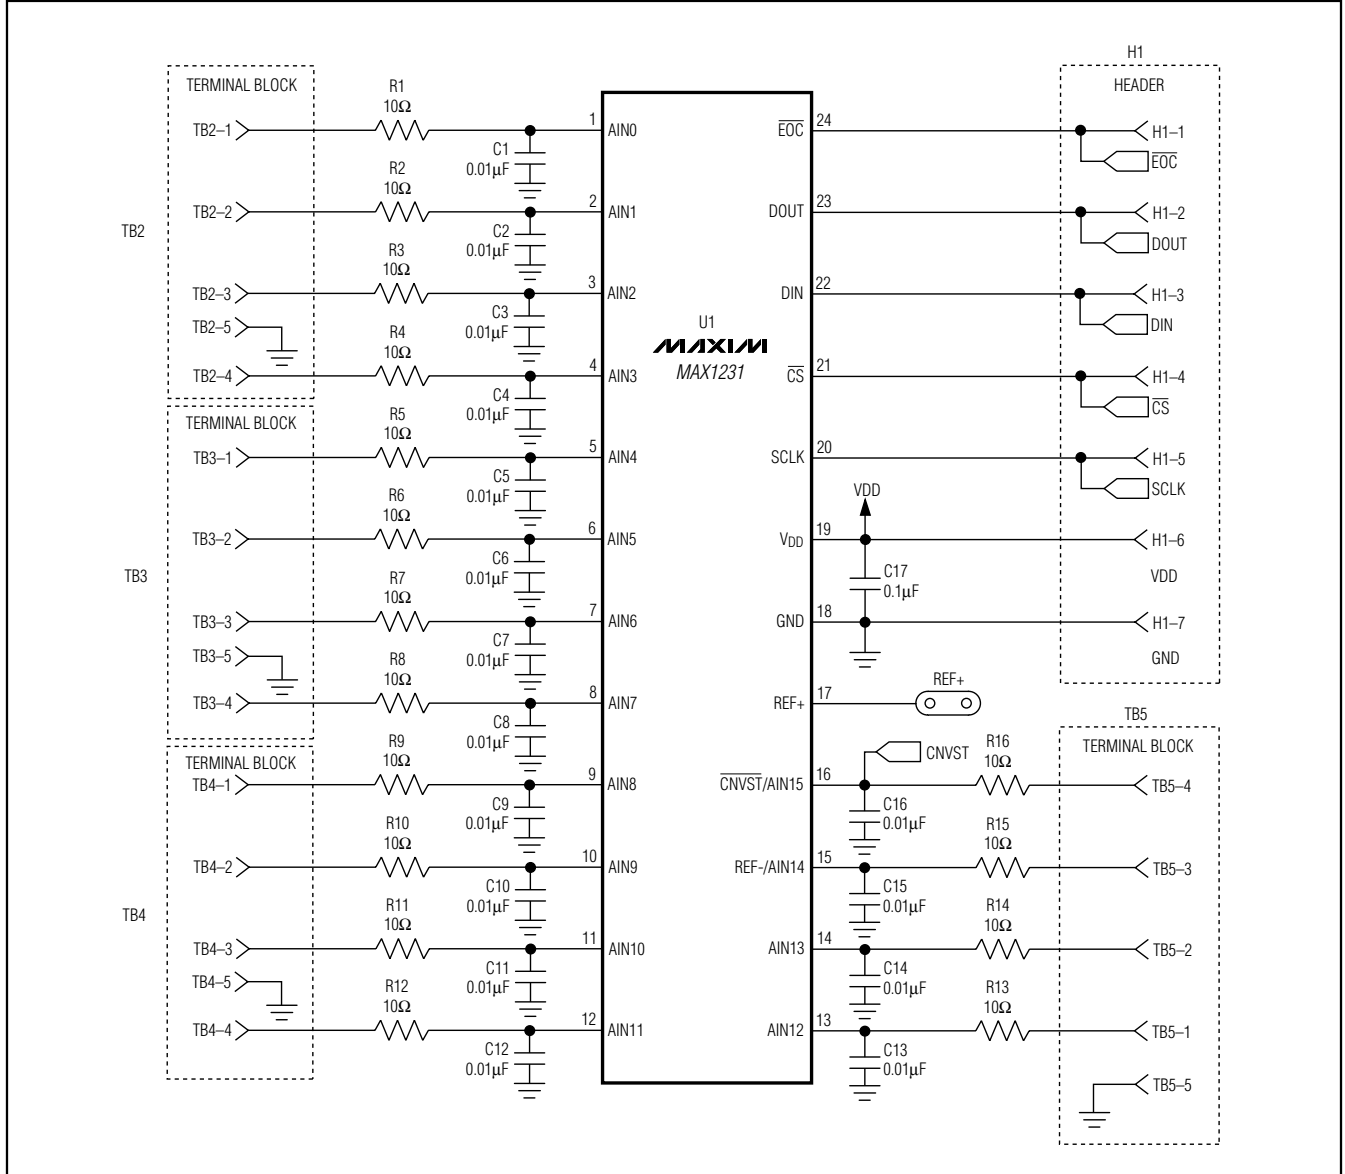 TERMINAL BLOCK
TB2–1
TB2–2
TB2
TB2–3
TB2–5
TB2–4
TERMINAL BLOCK
TB3–1
TB3–2
TB3
TB3–3
TB3–5
TB3–4
TERMINAL BLOCK
TB4–1
TB4–2
TB4
TB4–3
TB4–5
TB4–4
R1
10Ω
R2
10Ω
R3
10Ω
R4
10Ω
R5
10Ω
R6
10Ω
R7
10Ω
R8
10Ω
R9
10Ω
R10
10Ω
R11
10Ω
R12
10Ω
C1
0.01µF
C2
0.01µF
C3
0.01µF
C4
0.01µF
C5
0.01µF
C6
0.01µF
C7
0.01µF
C8
0.01µF
C9
0.01µF
C10
0.01µF
C11
0.01µF
C12
0.01µF
1 AIN0
2 AIN1
3 AIN2
4 AIN3
5 AIN4
6 AIN5
7 AIN6
8 AIN7
9 AIN8
10 AIN9
11 AIN10
12 AIN11
U1
MAXIM
MAX1231
EOC 24
DOUT 23
DIN 22
CS 21
SCLK 20
VDD 19
GND 18
REF+ 17
CNVST/AIN15 16
REF-/AIN14 15
AIN13 14
AIN12 13
VDD
C17
0.1µF
REF+
CNVST
C16
0.01µF
C15
0.01µF
C14
0.01µF
C13
0.01µF
R16
10Ω
R15
10Ω
R14
10Ω
R13
10Ω
H1
HEADER
H1–1
EOC
H1–2
DOUT
H1–3
DIN
H1–4
CS
H1–5
SCLK
H1–6
VDD
H1–7
GND
TB5
TERMINAL BLOCK
TB5–4
TB5–3
TB5–2
TB5–1
TB5–5